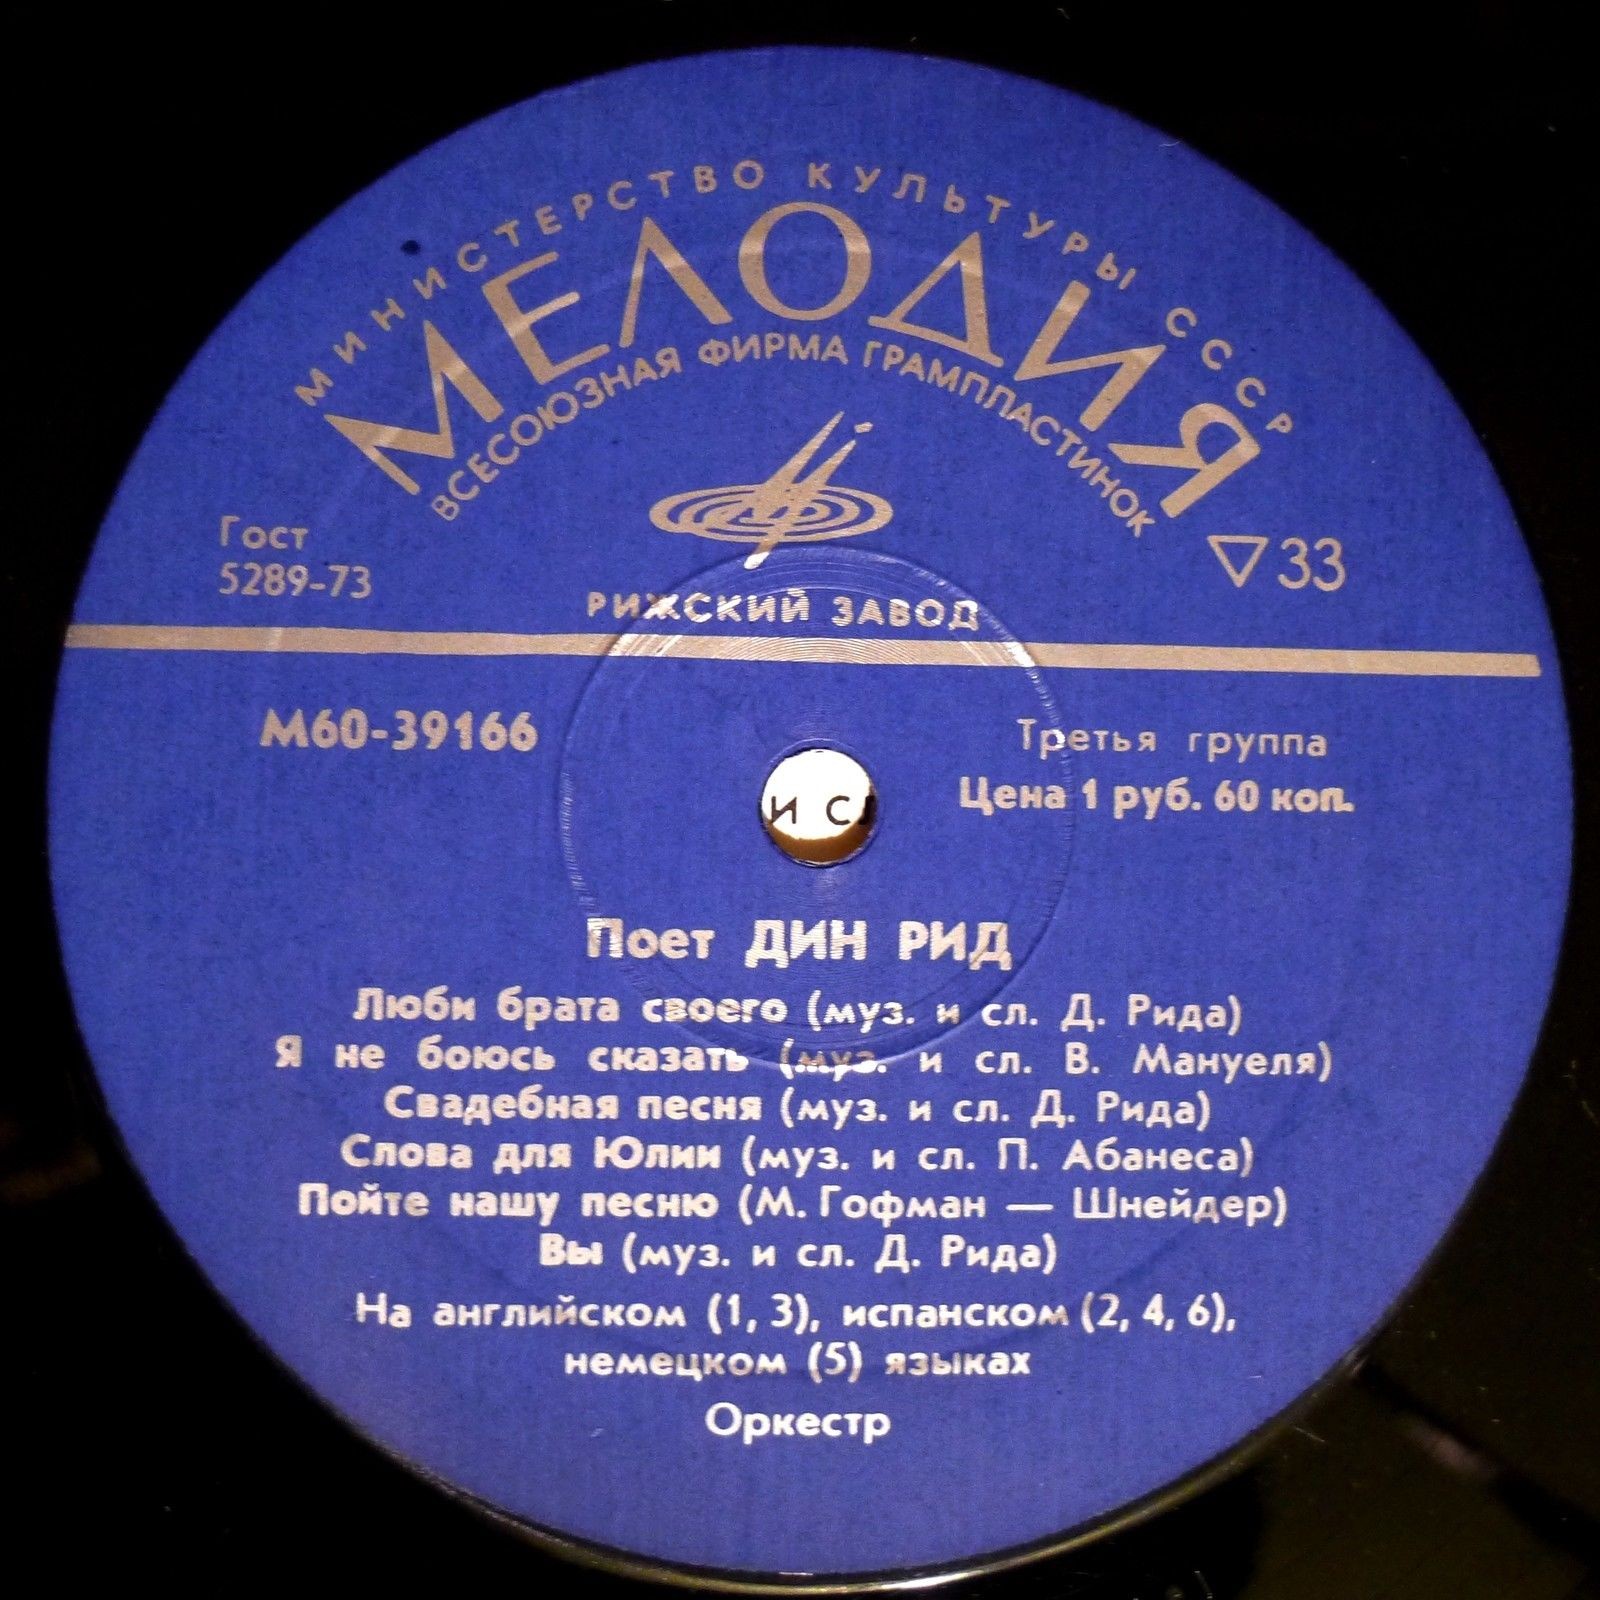 МИНИСТЕРСТВО КУЛЬТУРЫ СССР
МЕЛОДИЯ
ВСЕСОЮЗНАЯ ФИРМА ГРАМПЛАСТИНОК
Гост
5289-73
▽33
РИЖСКИЙ ЗАВОД
М60-39166
Третья группа
Цена 1 руб. 60 коп.
И С
Поет ДИН РИД
Люби брата своего (муз. и сл. Д. Рида)
Я не боюсь сказать (муз. и сл. В. Мануеля)
Свадебная песня (муз. и сл. Д. Рида)
Слова для Юлии (муз. и сл. П. Абанеса)
Пойте нашу песню (М. Гофман — Шнейдер)
Вы (муз. и сл. Д. Рида)
На английском (1, 3), испанском (2, 4, 6),
немецком (5) языках
Оркестр